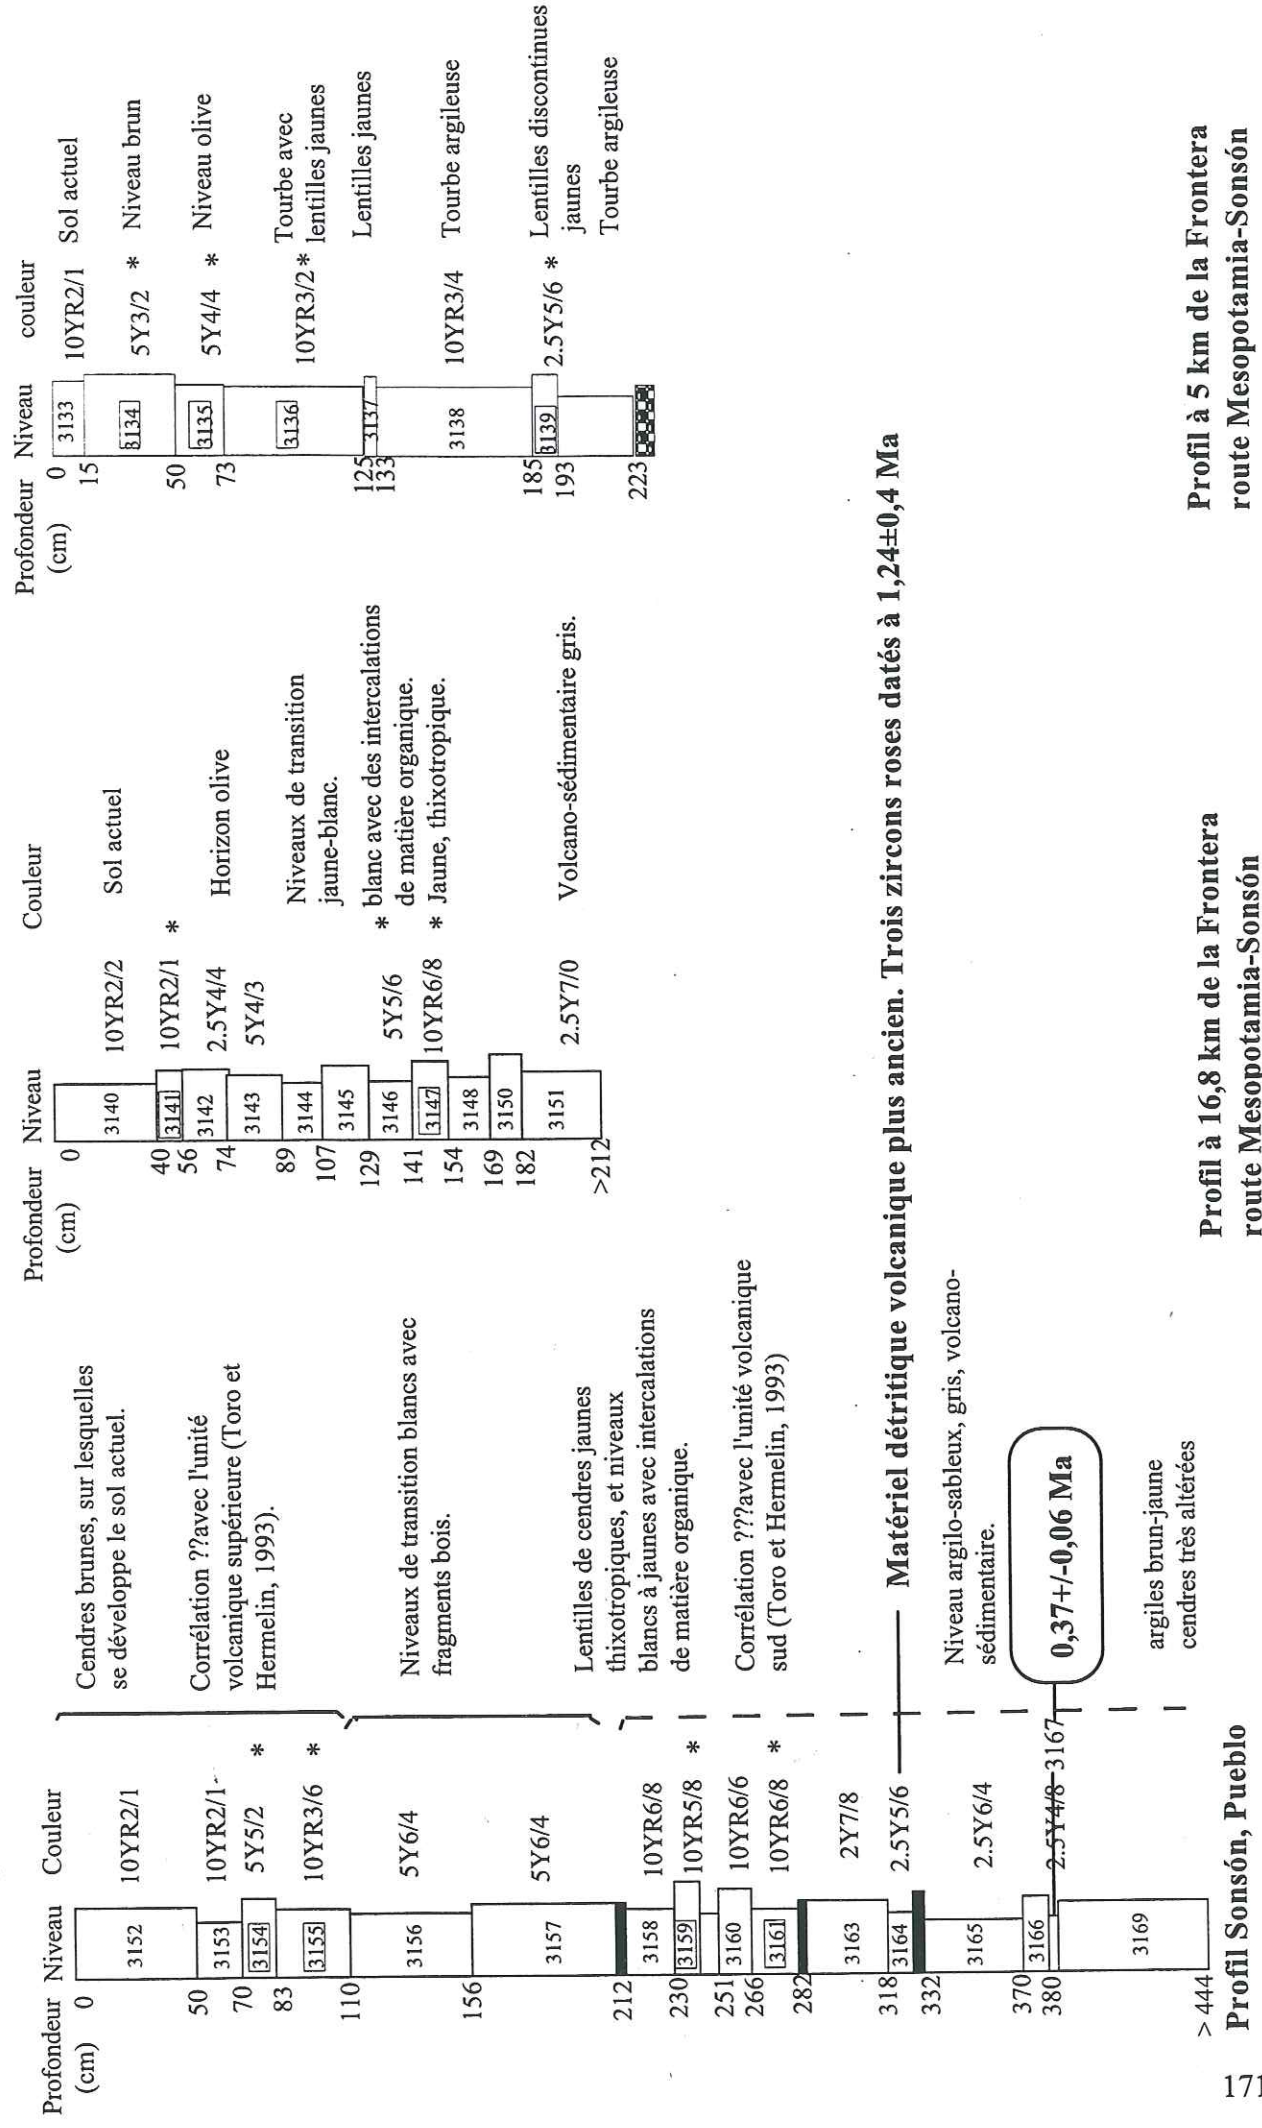 Profondeur Niveau Couleur
(cm)
0
3152
10YR2/1
Cendres brunes, sur lesquelles
se développe le sol actuel.
50
3153
10YR2/1
Corrélation ??avec l'unité
volcanique supérieure (Toro et
Hermelin, 1993).
70
3154
5Y5/2 *
83
3155
10YR3/6 *
110
3156
5Y6/4
Niveaux de transition blancs avec
fragments bois.
156
3157
5Y6/4
212
3158
10YR6/8
Lentilles de cendres jaunes
thixotropiques, et niveaux
blancs à jaunes avec intercalations
de matière organique.
230
3159
10YR5/8 *
251
3160
10YR6/6
Corrélation ???avec l'unité volcanique
sud (Toro et Hermelin, 1993)
266
3161
10YR6/8 *
282
3163
2Y7/8
318
3164
2.5Y5/6
Matériel détritique volcanique plus ancien. Trois zircons roses datés à 1,24±0,4 Ma
332
3165
2.5Y6/4
Niveau argilo-sableux, gris, volcano-
sédimentaire.
370
3166
380
2.5Y4/8 3167
0,37+/-0,06 Ma
3169
argiles brun-jaune
cendres très altérées
> 444
Profil Sonsón, Pueblo
171
Profondeur Niveau Couleur
(cm)
0
3140
10YR2/2
Sol actuel
40
3141
10YR2/1 *
56
3142
2.5Y4/4
Horizon olive
74
3143
5Y4/3
89
3144
Niveaux de transition
jaune-blanc.
107
3145
129
3146
5Y5/6
* blanc avec des intercalations
de matière organique.
141
3147
10YR6/8 * Jaune, thixotropique.
154
3148
169
3150
182
3151
2.5Y7/0
Volcano-sédimentaire gris.
>212
Profil à 16,8 km de la Frontera
route Mesopotamia-Sonsón
Profondeur Niveau couleur
(cm)
0
3133
10YR2/1 Sol actuel
15
3134
5Y3/2 * Niveau brun
50
3135
5Y4/4 * Niveau olive
73
3136
10YR3/2 *
Tourbe avec
lentilles jaunes
125
3137
Lentilles jaunes
133
3138
10YR3/4 Tourbe argileuse
185
3139
2.5Y5/6 *
Lentilles discontinues
jaunes
193
Tourbe argileuse
223
Profil à 5 km de la Frontera
route Mesopotamia-Sonsón